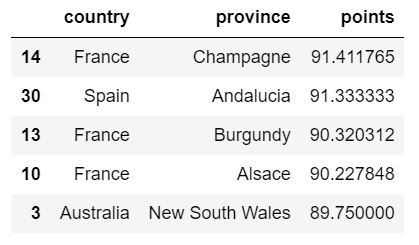 country province points
14 France Champagne 91.411765
30 Spain Andalucia 91.333333
13 France Burgundy 90.320312
10 France Alsace 90.227848
3 Australia New South Wales 89.750000